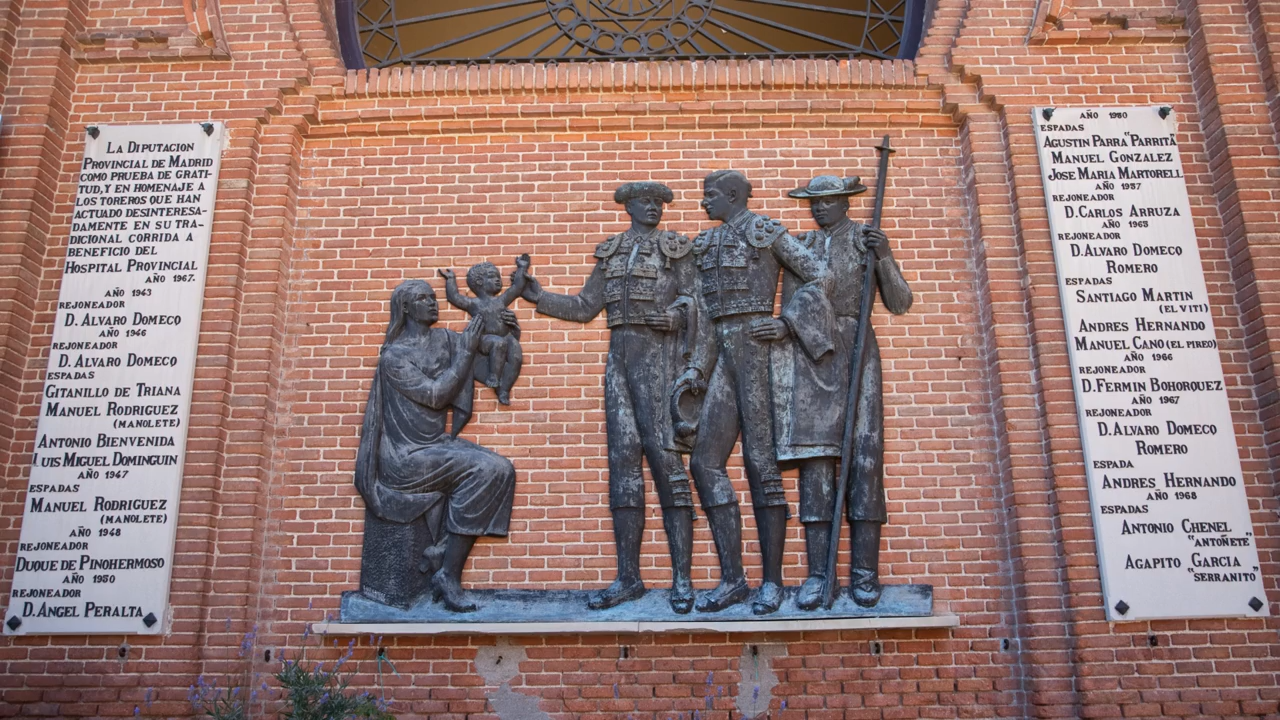 LA DIPUTACION
PROVINCIAL DE MADRID
COMO PRUEBA DE GRATI-
TUD, Y EN HOMENAJE A
LOS TOREROS QUE HAN
ACTUADO DESINTERESA-
DAMENTE EN SU TRA-
DICIONAL CORRIDA A
BENEFICIO DEL
HOSPITAL PROVINCIAL
AÑO 1967.
AÑO 1943
REJONEADOR
D. ALVARO DOMECQ
AÑO 1946
REJONEADOR
D. ALVARO DOMECQ
ESPADAS
GITANILLO DE TRIANA
MANUEL RODRIGUEZ
(MANOLETE)
ANTONIO BIENVENIDA
LUIS MIGUEL DOMINGUIN
AÑO 1947
ESPADAS
MANUEL RODRIGUEZ
(MANOLETE)
AÑO 1948
REJONEADOR
DUQUE DE PINOHERMOSO
AÑO 1950
REJONEADOR
D. ANGEL PERALTA
AÑO 1950
ESPADAS
AGUSTIN PARRA "PARRITA"
MANUEL GONZALEZ
JOSE MARIA MARTORELL
AÑO 1957
REJONEADOR
D. CARLOS ARRUZA
AÑO 1965
REJONEADOR
D. ALVARO DOMECQ
ROMERO
ESPADAS
SANTIAGO MARTIN
(EL VITI)
ANDRES HERNANDO
MANUEL CANO (EL PIREO)
AÑO 1966
REJONEADOR
D. FERMIN BOHORQUEZ
AÑO 1967
REJONEADOR
D. ALVARO DOMECQ
ROMERO
ESPADA
ANDRES HERNANDO
AÑO 1968
ESPADAS
ANTONIO CHENEL
"ANTOÑETE"
AGAPITO GARCIA
"SERRANITO"